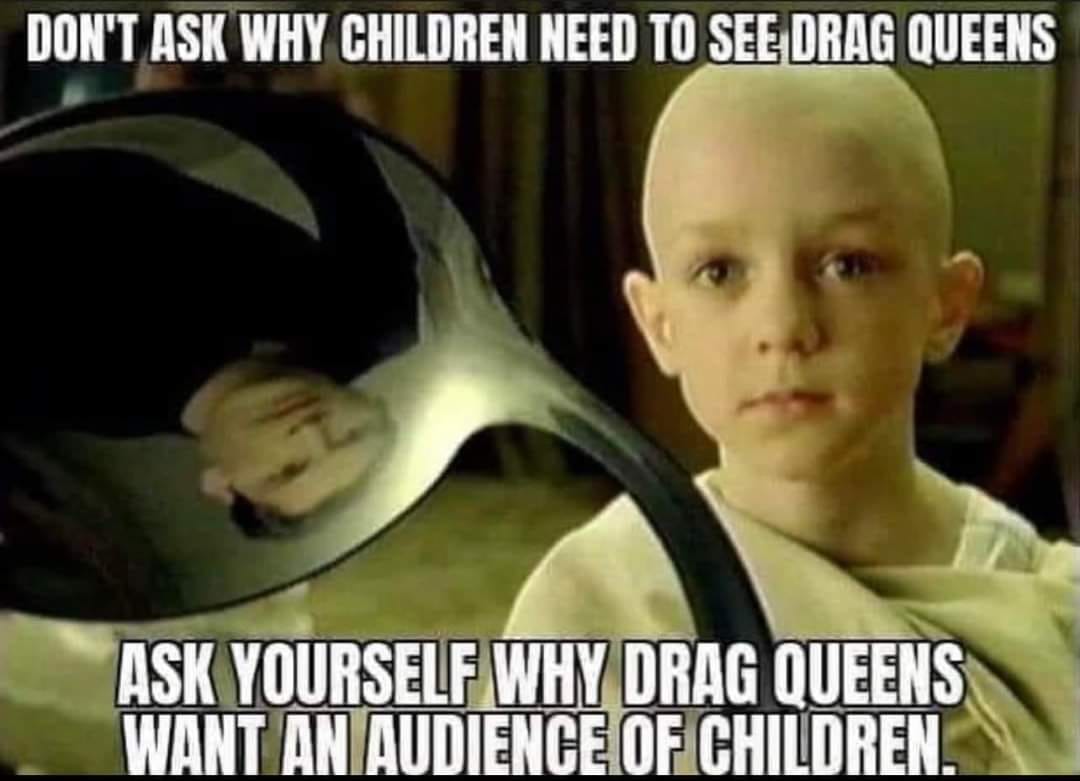 DON'T ASK WHY CHILDREN NEED TO SEE DRAG QUEENS
ASK YOURSELF WHY DRAG QUEENS
WANT AN AUDIENCE OF CHILDREN.